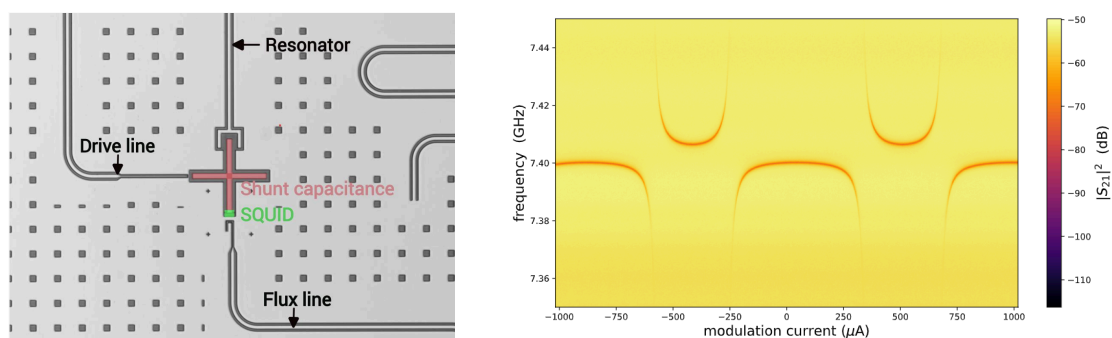 Resonator
Drive line
Shunt capacitance
SQUID
Flux line
frequency (GHz)
7.44
7.42
7.40
7.38
7.36
−1000
−750
−500
−250
0
250
500
750
1000
modulation current (μA)
−50
−60
−70
−80
−90
−100
−110
|S₂₁|² (dB)